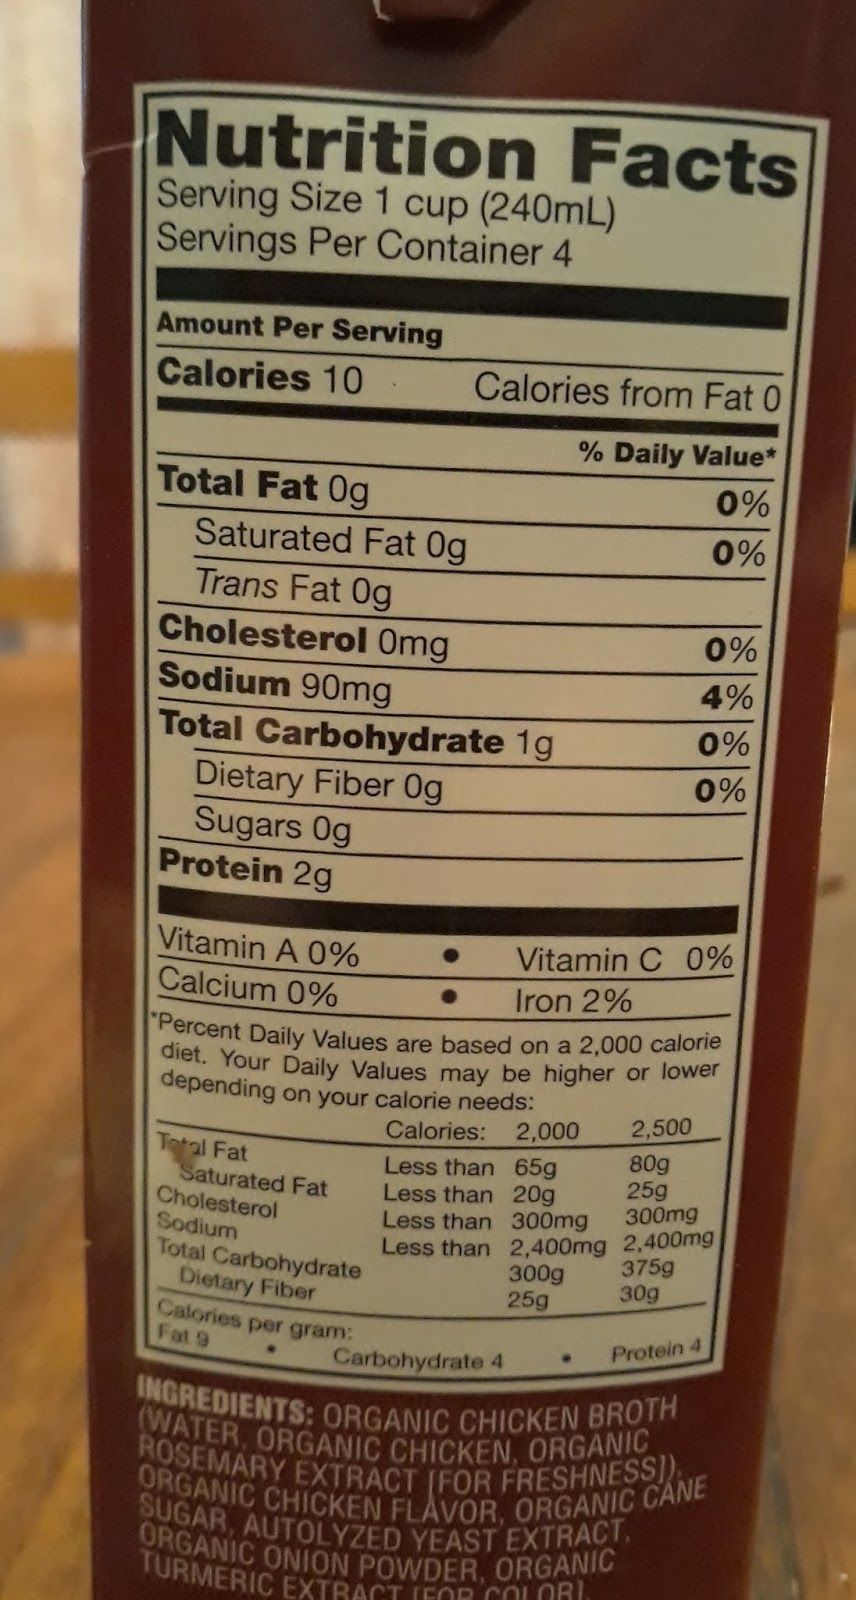 Nutrition Facts
Serving Size 1 cup (240mL)
Servings Per Container 4
Amount Per Serving
Calories 10 Calories from Fat 0
% Daily Value*
Total Fat 0g 0%
Saturated Fat 0g 0%
Trans Fat 0g
Cholesterol 0mg 0%
Sodium 90mg 4%
Total Carbohydrate 1g 0%
Dietary Fiber 0g 0%
Sugars 0g
Protein 2g
Vitamin A 0% • Vitamin C 0%
Calcium 0% • Iron 2%
*Percent Daily Values are based on a 2,000 calorie
diet. Your Daily Values may be higher or lower
depending on your calorie needs:
Calories: 2,000 2,500
Total Fat Less than 65g 80g
Saturated Fat Less than 20g 25g
Cholesterol Less than 300mg 300mg
Sodium Less than 2,400mg 2,400mg
Total Carbohydrate 300g 375g
Dietary Fiber 25g 30g
Calories per gram:
Fat 9 • Carbohydrate 4 • Protein 4
INGREDIENTS: ORGANIC CHICKEN BROTH
(WATER, ORGANIC CHICKEN, ORGANIC
ROSEMARY EXTRACT [FOR FRESHNESS]),
ORGANIC CHICKEN FLAVOR, ORGANIC CANE
SUGAR, AUTOLYZED YEAST EXTRACT,
ORGANIC ONION POWDER, ORGANIC
TURMERIC EXTRACT [FOR COLOR].